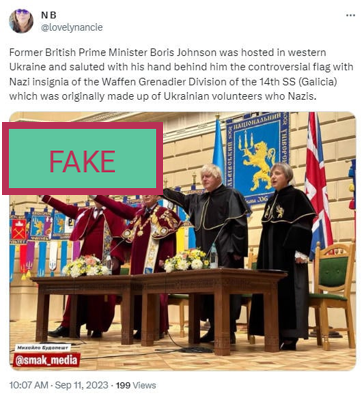 N B
@lovelynancie
Former British Prime Minister Boris Johnson was hosted in western
Ukraine and saluted with his hand behind him the controversial flag with
Nazi insignia of the Waffen Grenadier Division of the 14th SS (Galicia)
which was originally made up of Ukrainian volunteers who Nazis.
FAKE
Михайло Будапешт
@smak_media
10:07 AM · Sep 11, 2023 · 199 Views